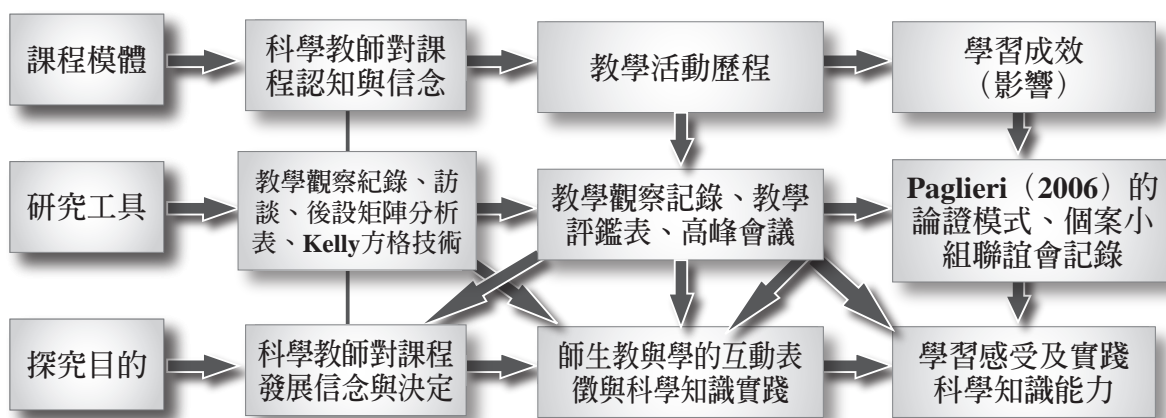 課程模體
科學教師對課
程認知與信念
教學活動歷程
學習成效
（影響）
研究工具
教學觀察紀錄、訪
談、後設矩陣分析
表、Kelly方格技術
教學觀察記錄、教學
評鑑表、高峰會議
Paglieri（2006）的
論證模式、個案小
組聯誼會記錄
探究目的
科學教師對課程
發展信念與決定
師生教與學的互動表
徵與科學知識實踐
學習感受及實踐
科學知識能力